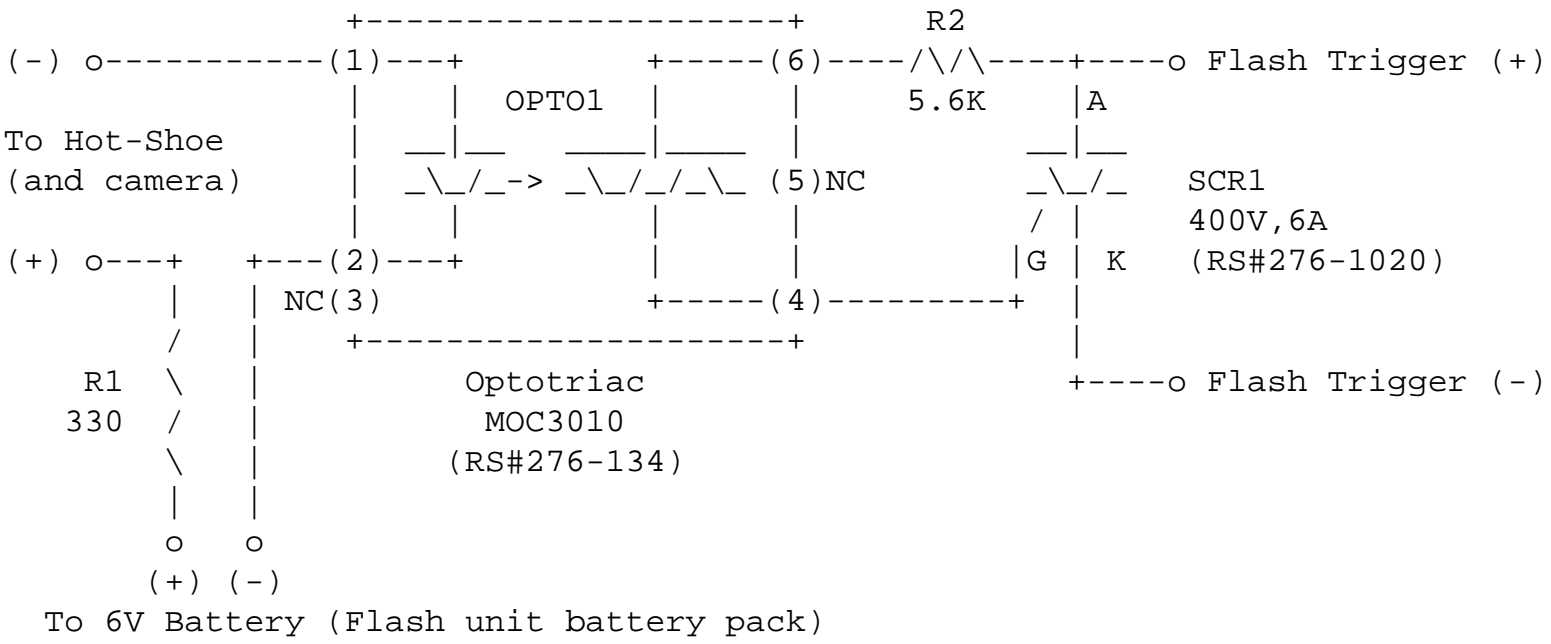 R2
(-) o (1) (6) o Flash Trigger (+)
OPTO1 5.6K A
To Hot-Shoe
(and camera) -> (5)NC SCR1
400V,6A
(+) o (2) G K (RS#276-1020)
NC(3) (4)
R1 Optotriac o Flash Trigger (-)
330 MOC3010
(RS#276-134)
o o
(+) (-)
To 6V Battery (Flash unit battery pack)